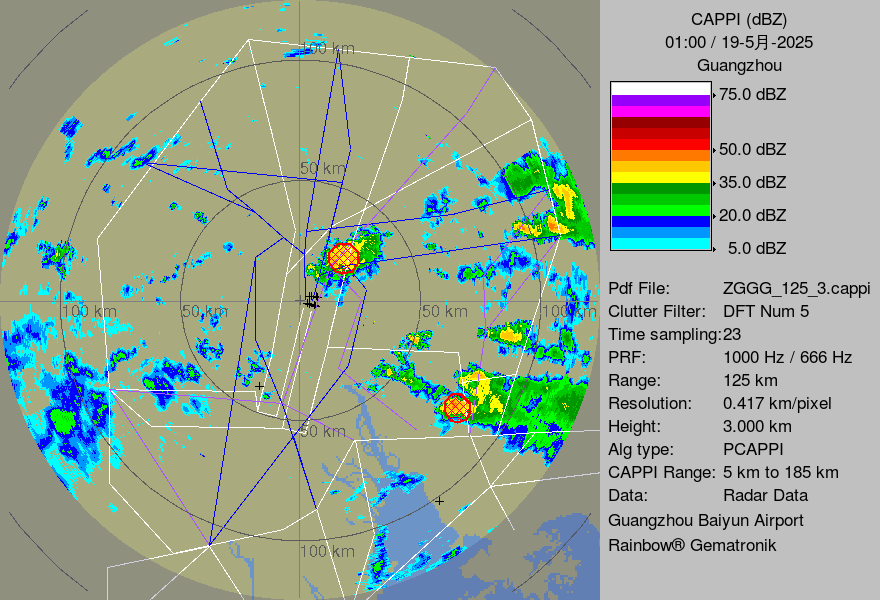 CAPPI (dBZ)
01:00 / 19-5月-2025
Guangzhou
75.0 dBZ
50.0 dBZ
35.0 dBZ
20.0 dBZ
5.0 dBZ
Pdf File: ZGGG_125_3.cappi
Clutter Filter: DFT Num 5
Time sampling:23
PRF: 1000 Hz / 666 Hz
Range: 125 km
Resolution: 0.417 km/pixel
Height: 3.000 km
Alg type: PCAPPI
CAPPI Range: 5 km to 185 km
Data: Radar Data
Guangzhou Baiyun Airport
Rainbow® Gematronik
100 km
50 km
100 km
50 km
50 km
100 km
50 km
100 km